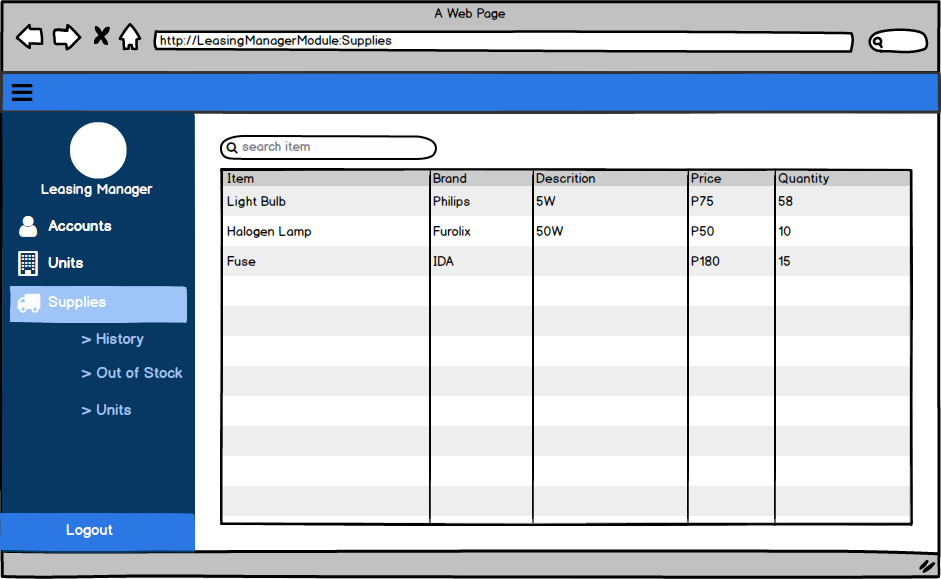 A Web Page
http://LeasingManagerModule:Supplies
search item
Leasing Manager
Accounts
Units
Supplies
> History
> Out of Stock
> Units
Logout
Item Brand Descrition Price Quantity
Light Bulb Philips 5W P75 58
Halogen Lamp Furolix 50W P50 10
Fuse IDA P180 15